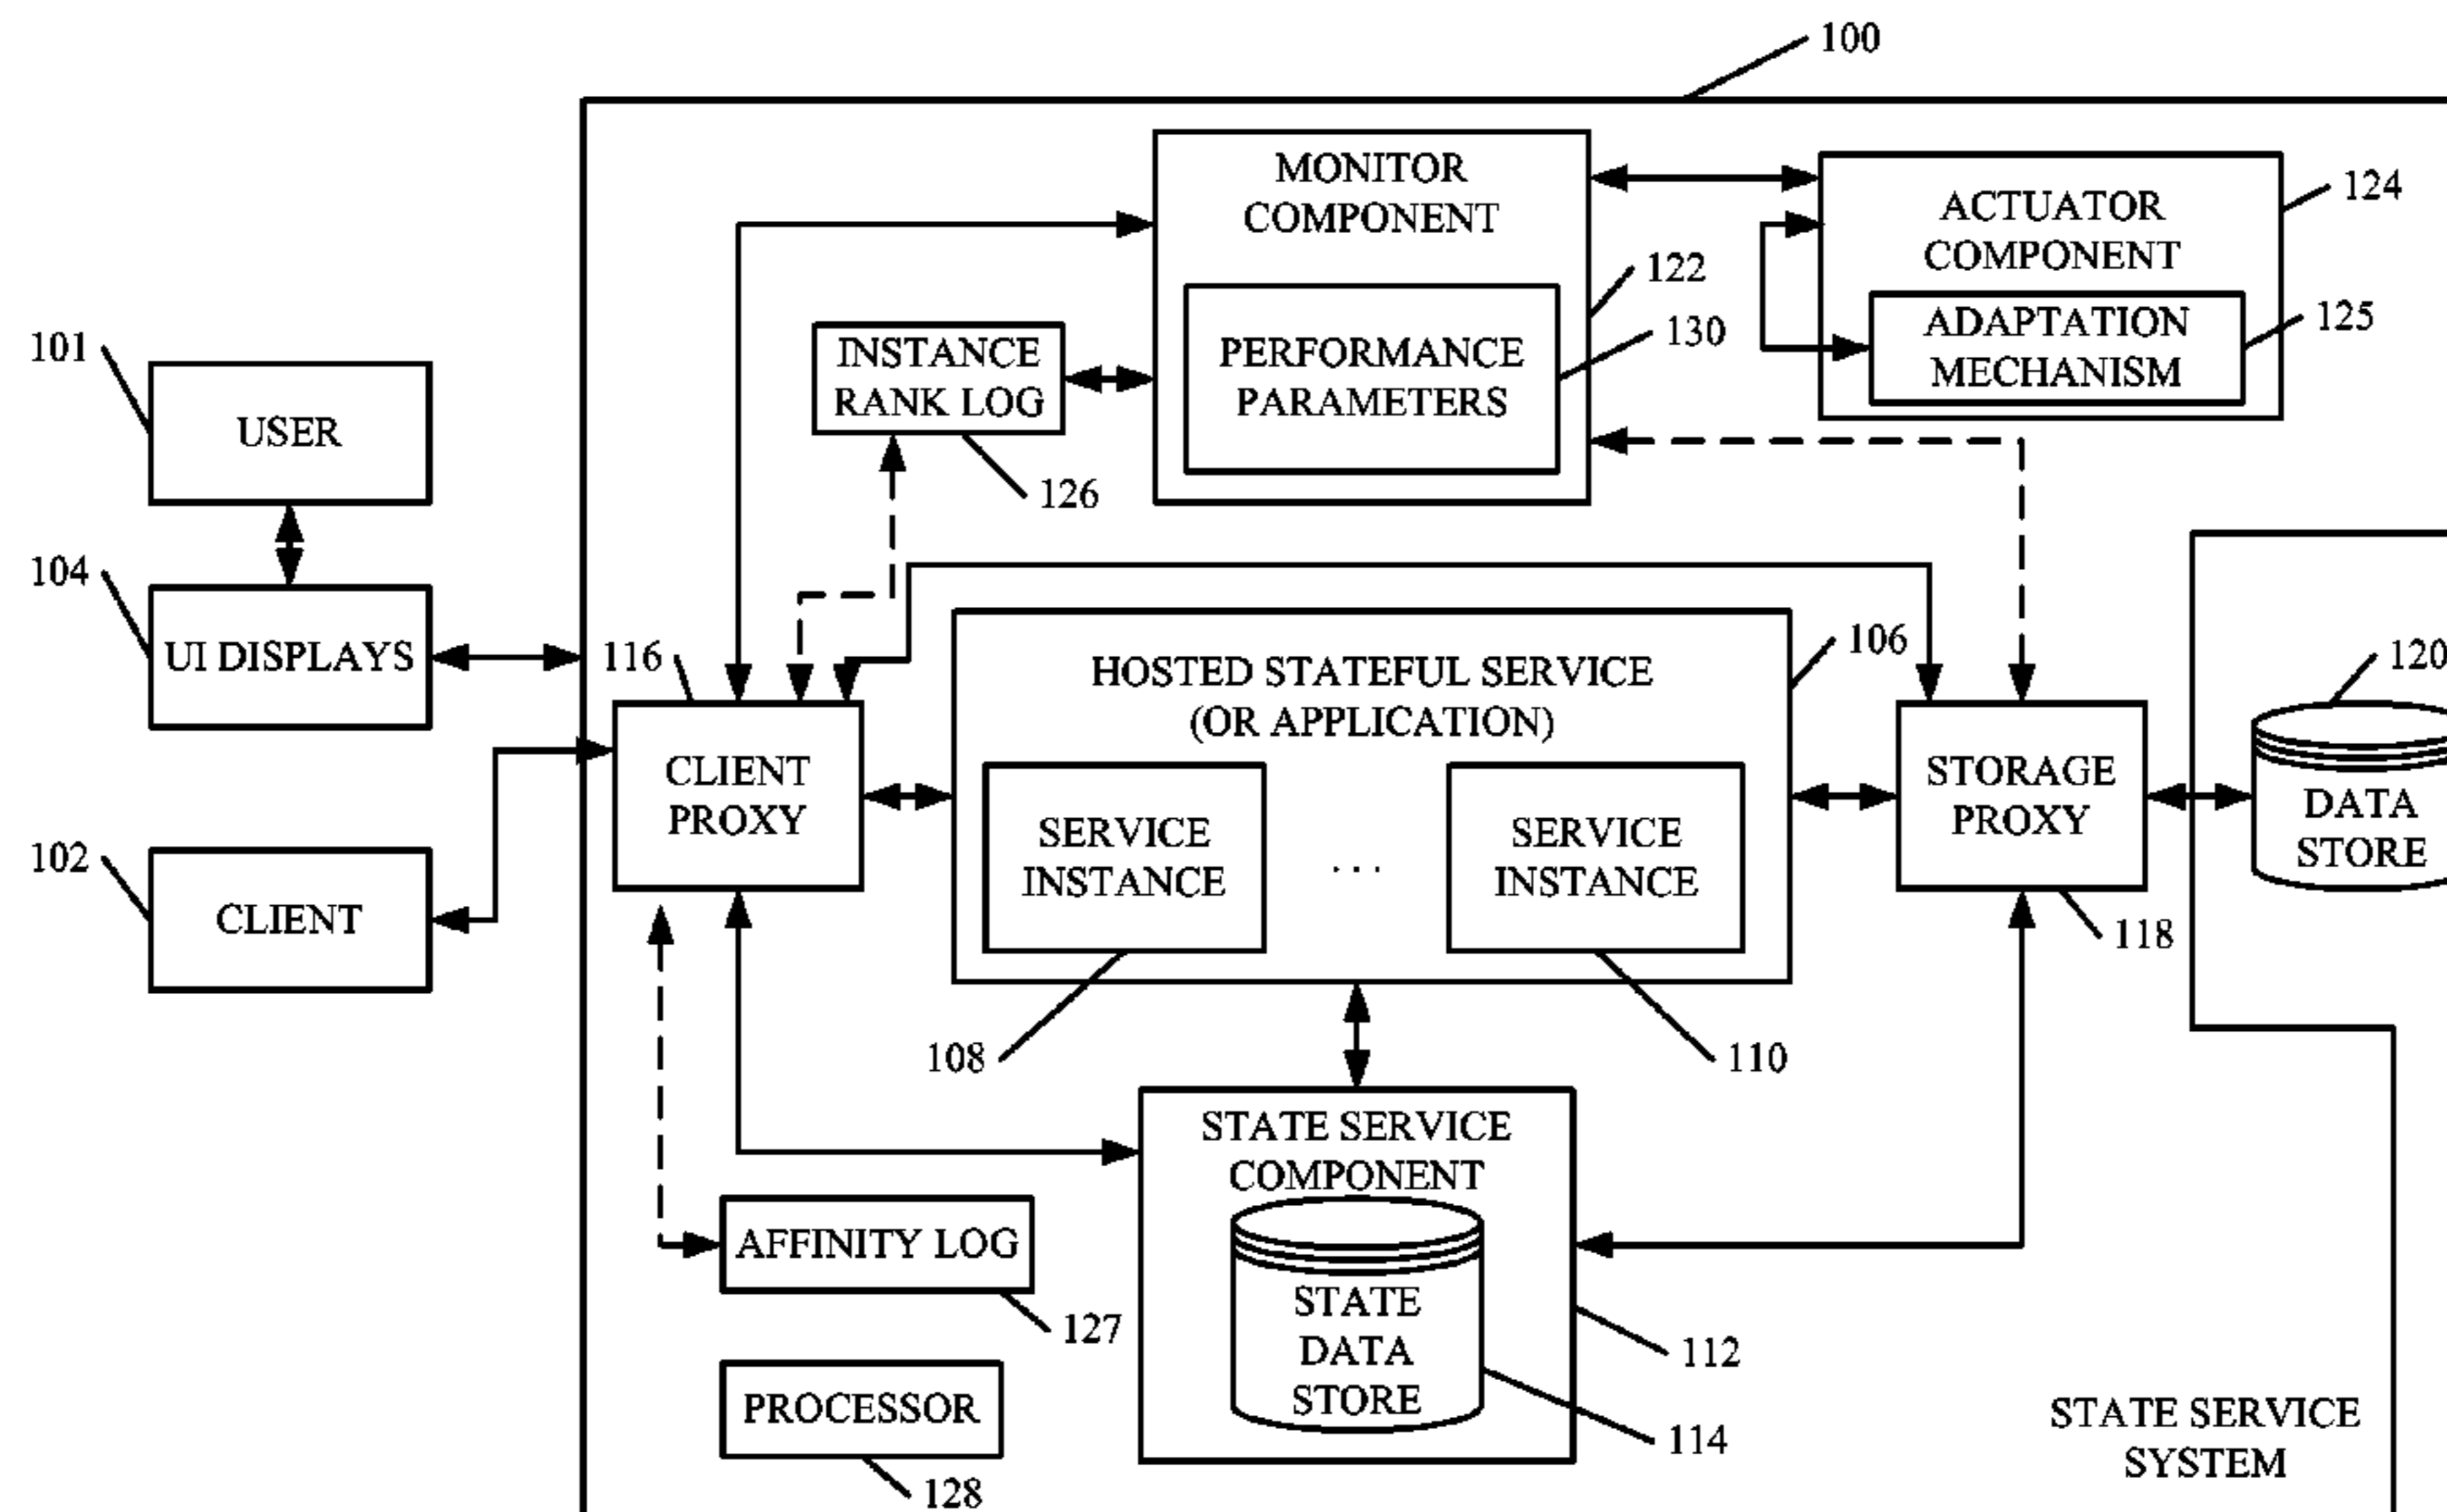 100
MONITOR
COMPONENT
ACTUATOR
COMPONENT
124
122
PERFORMANCE
PARAMETERS
130
ADAPTATION
MECHANISM
125
INSTANCE
RANK LOG
126
101
USER
104
UI DISPLAYS
102
CLIENT
116
CLIENT
PROXY
HOSTED STATEFUL SERVICE
(OR APPLICATION)
106
SERVICE
INSTANCE
...
SERVICE
INSTANCE
108
110
STORAGE
PROXY
118
120
DATA
STORE
STATE SERVICE
COMPONENT
STATE
DATA
STORE
112
114
AFFINITY LOG
127
PROCESSOR
128
STATE SERVICE
SYSTEM